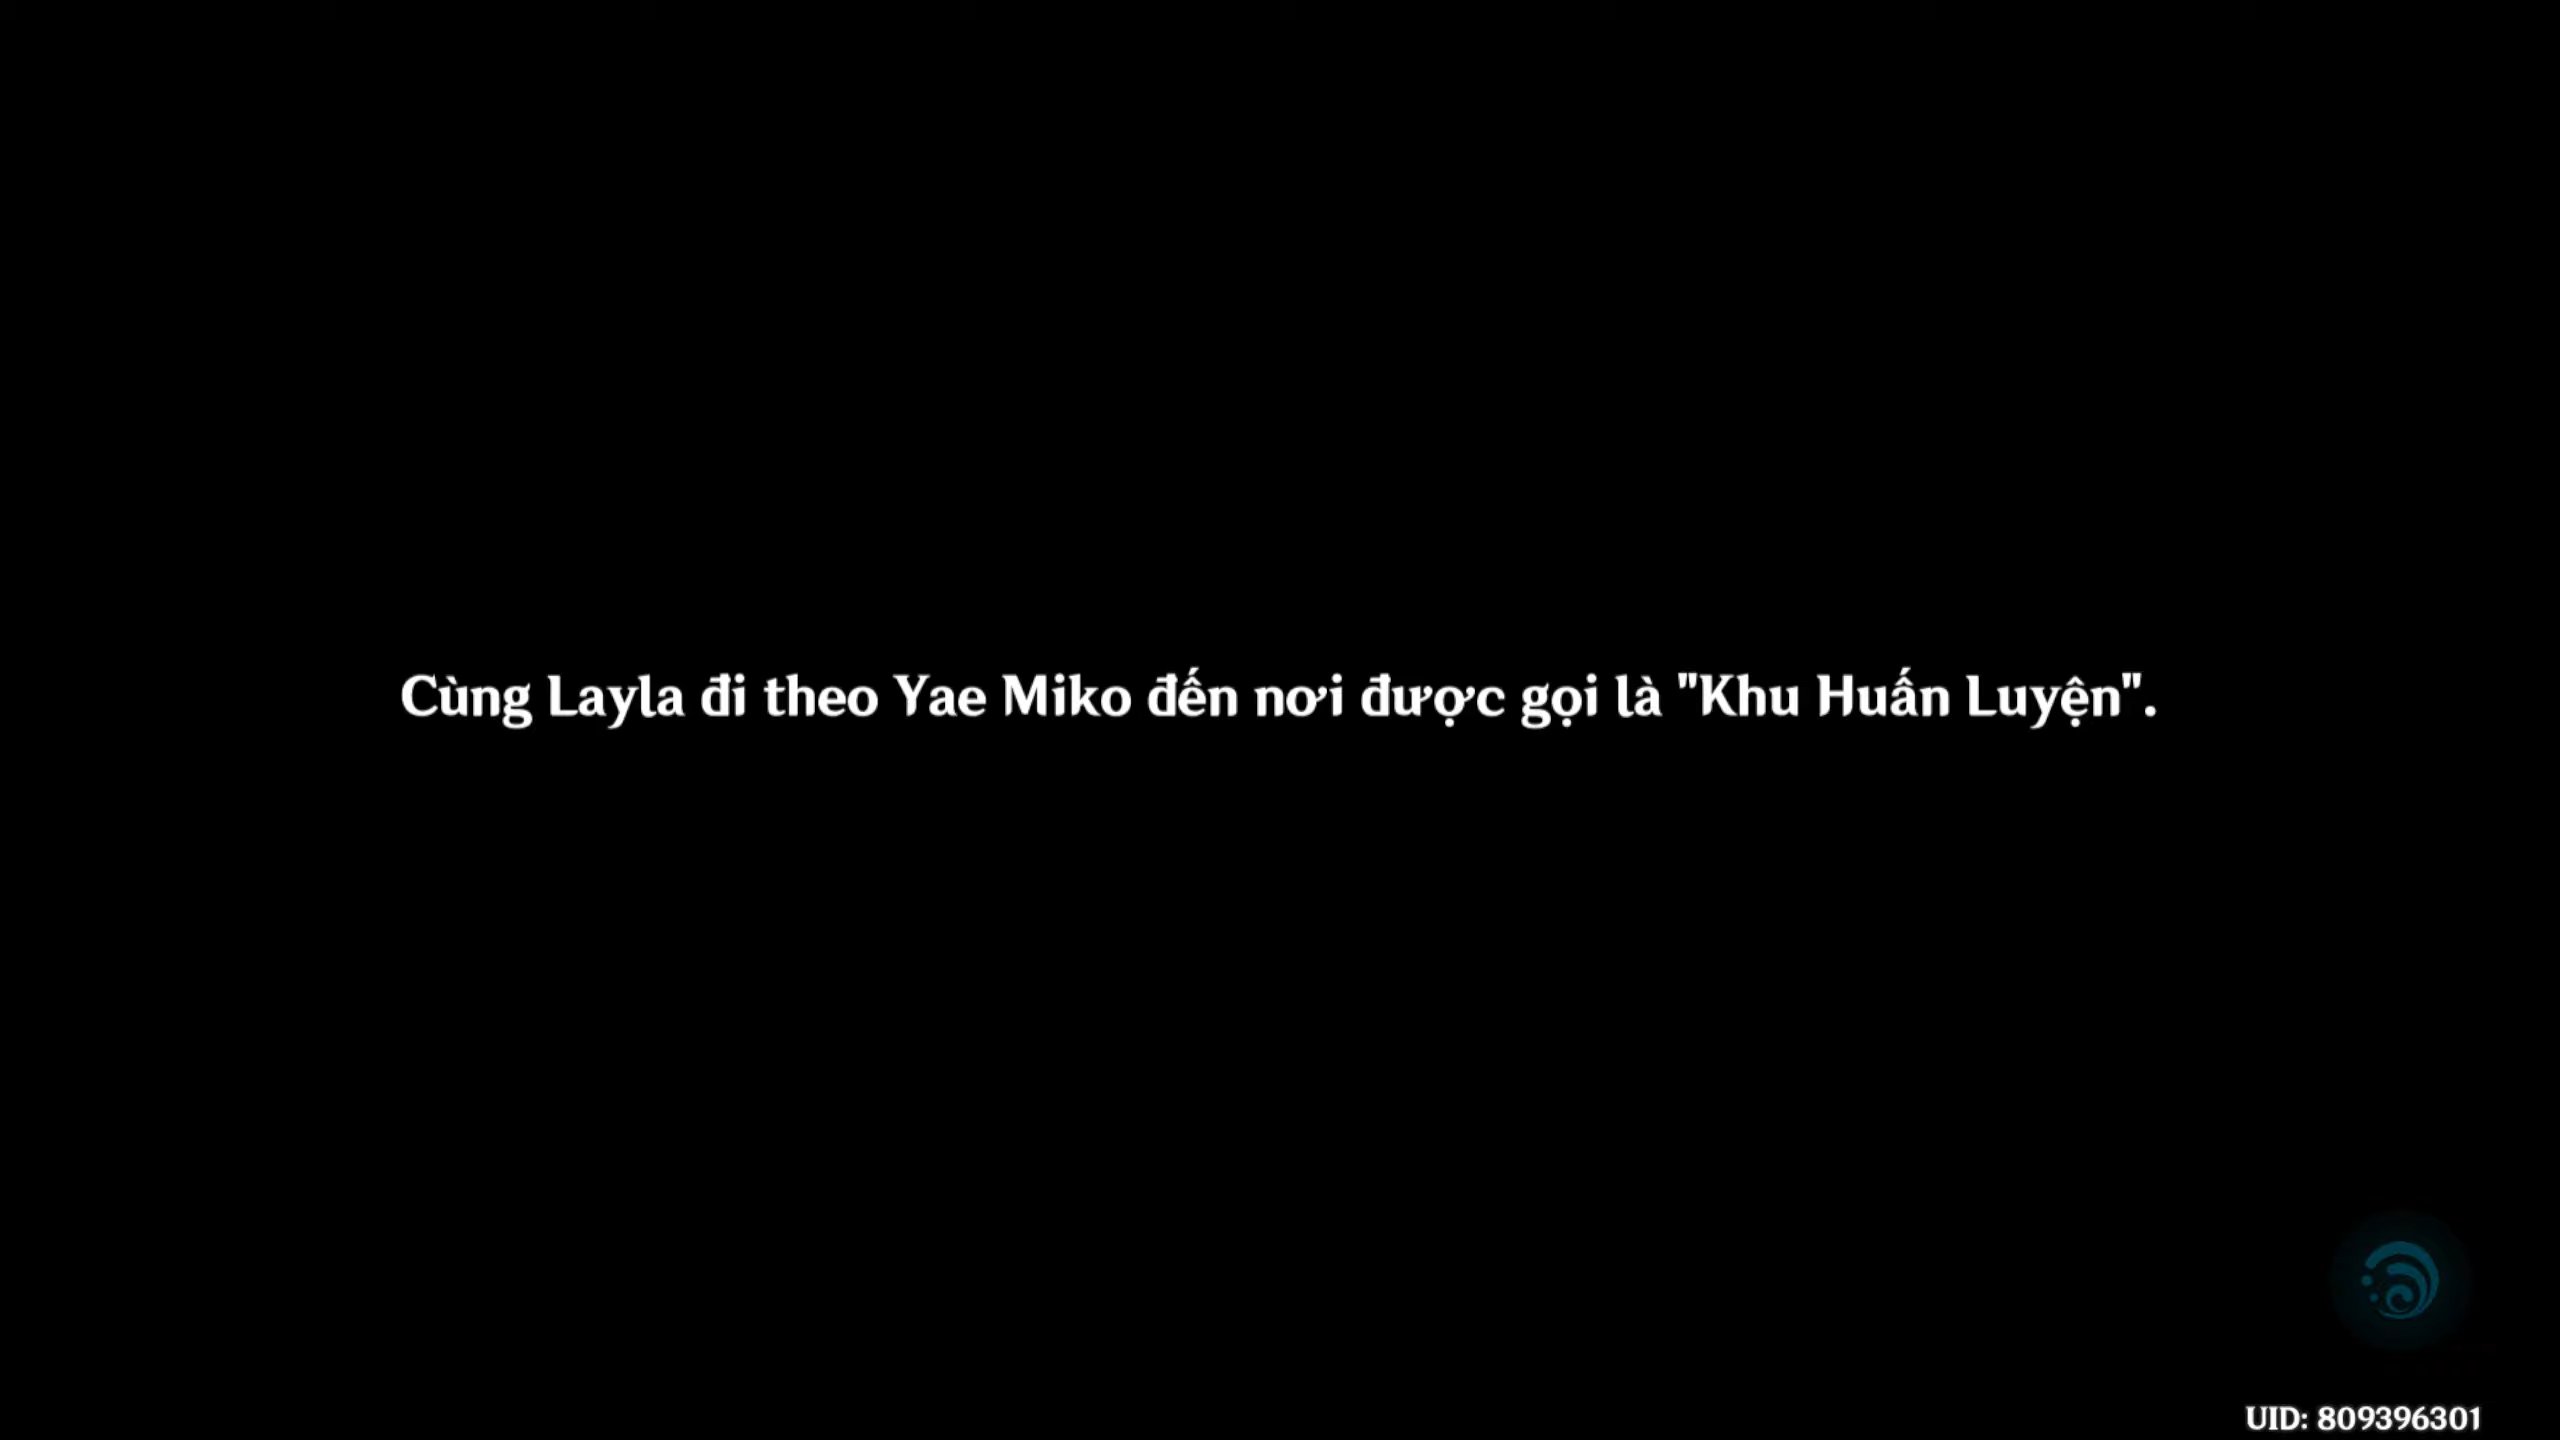 Cùng Layla đi theo Yae Miko đến nơi được gọi là "Khu Huấn Luyện".
UID: 809396301